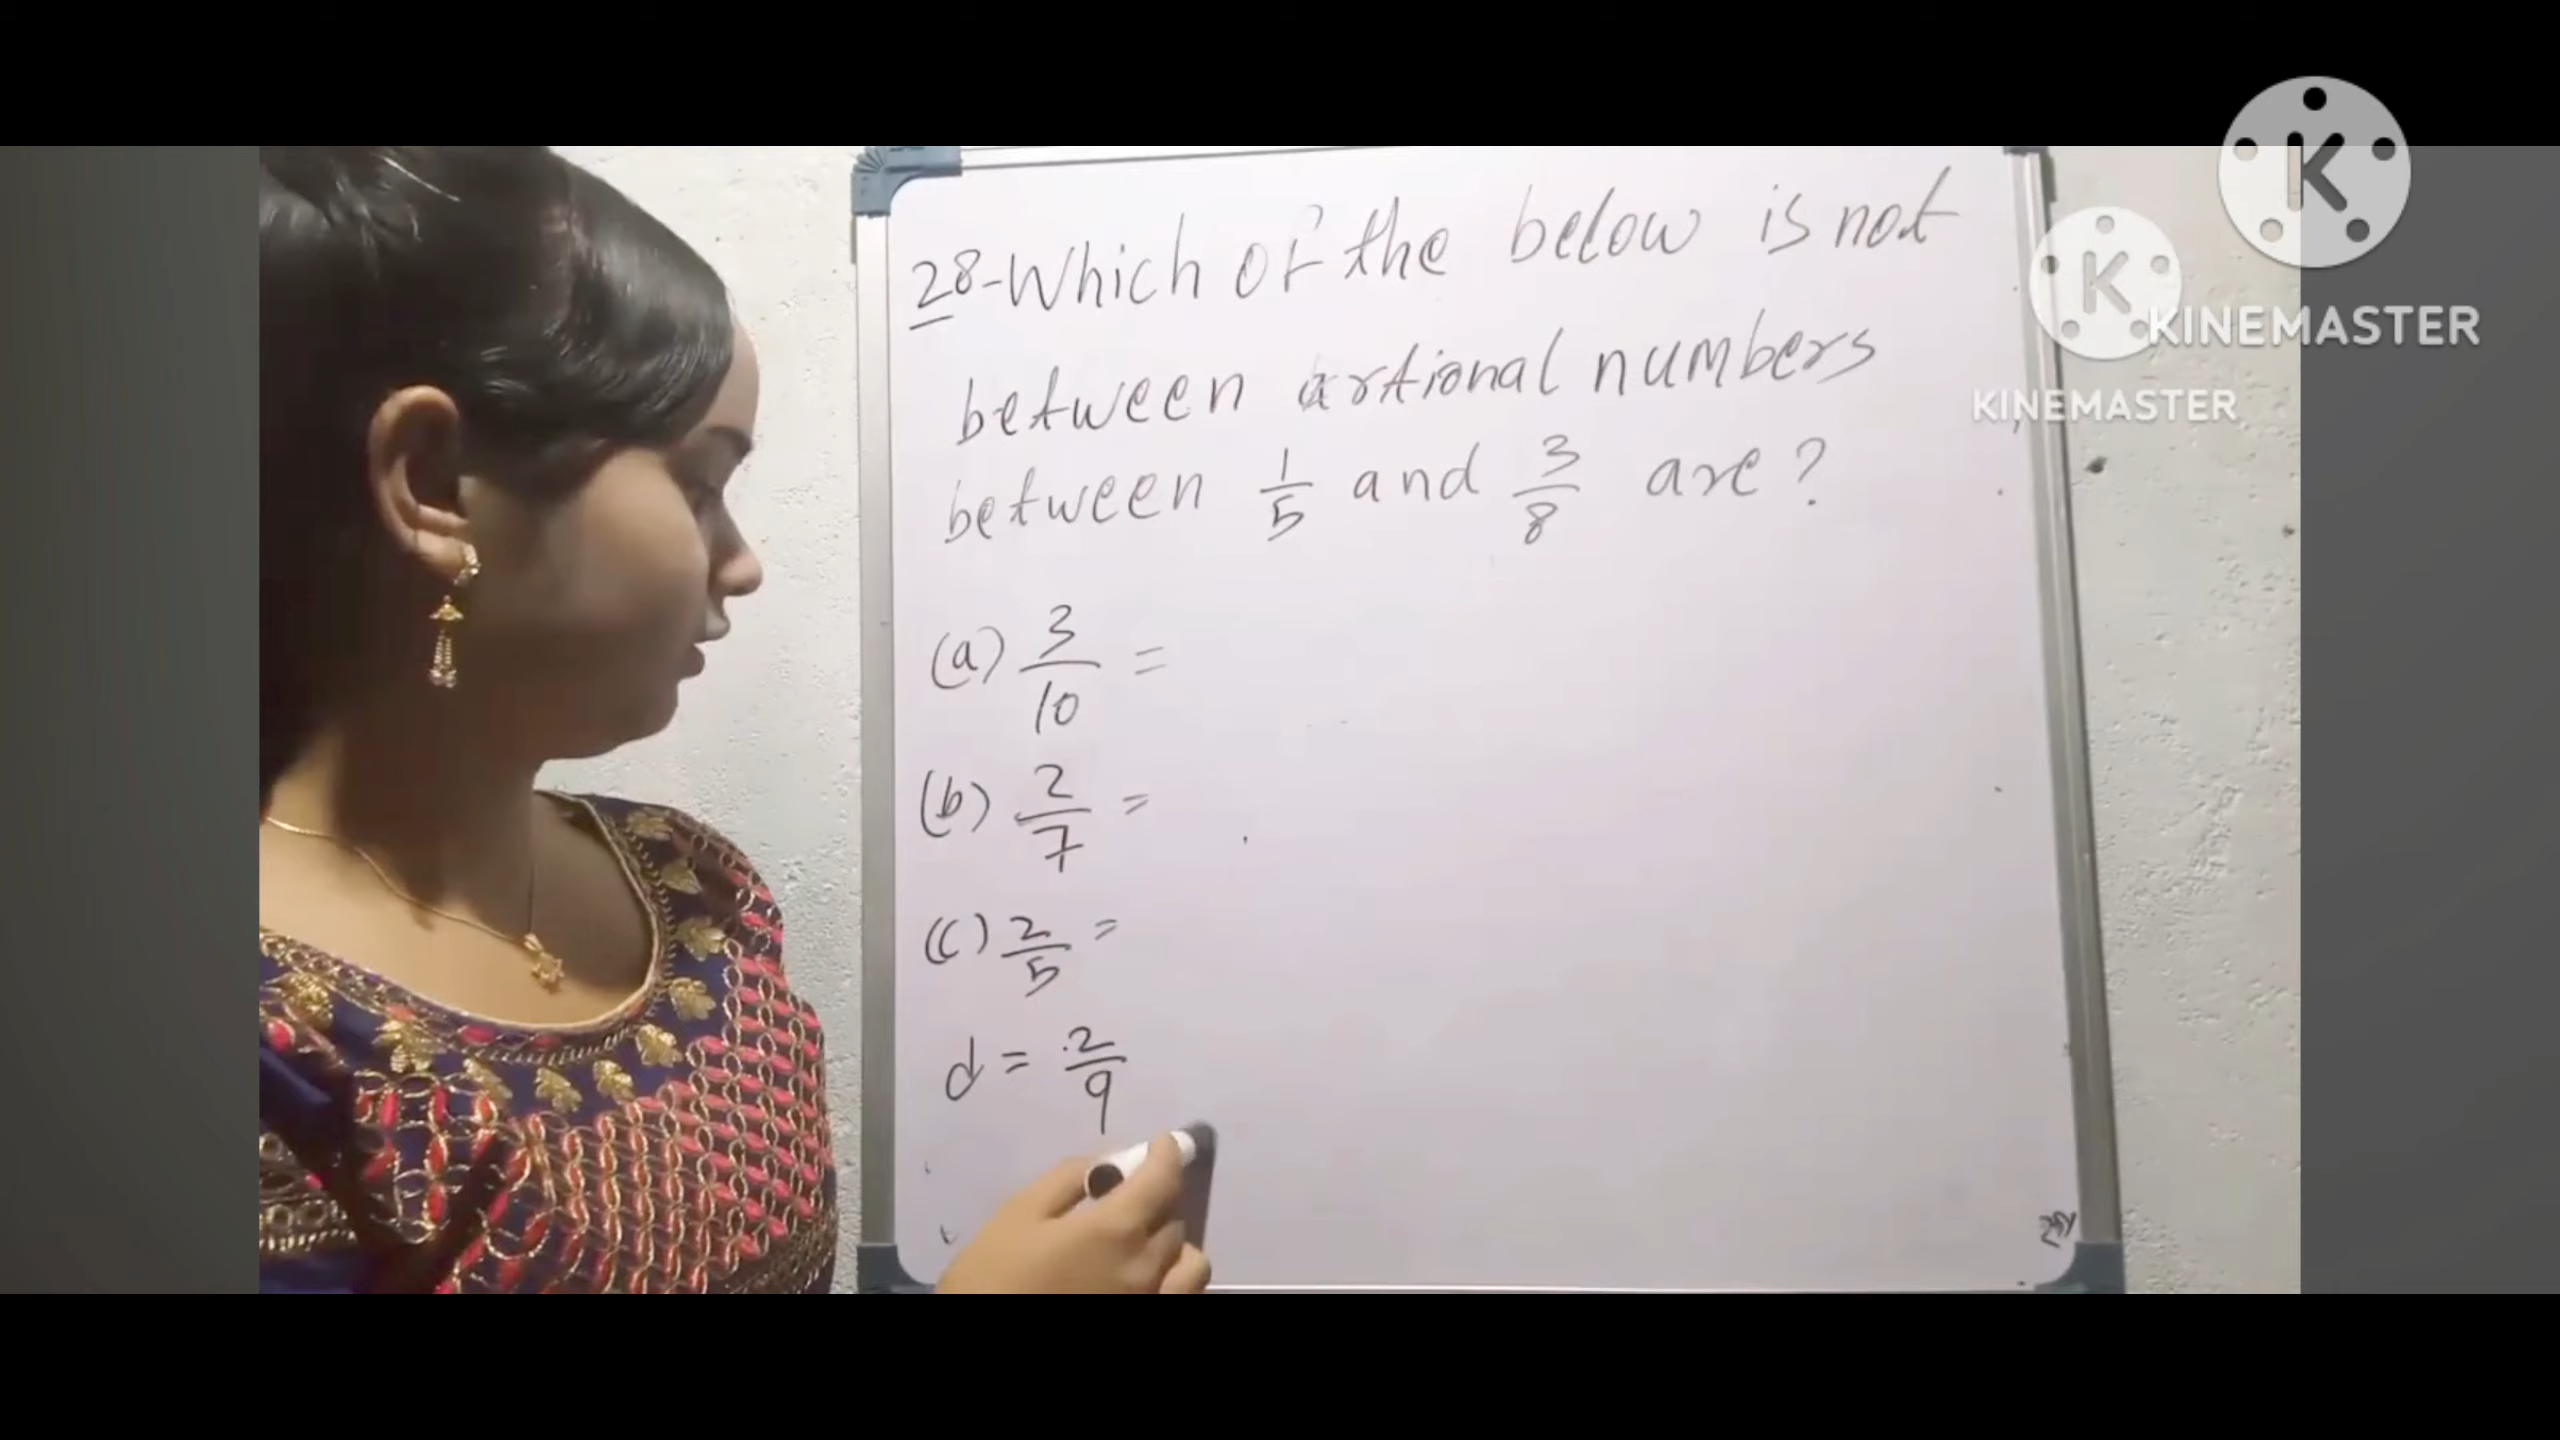 28-Which of the below is not
between artional numbers
between 1/5 and 3/8 are?
(a) 3/10 =
(b) 2/7 =
(c) 2/5 =
d = 2/9
K KINEMASTER
K KINEMASTER